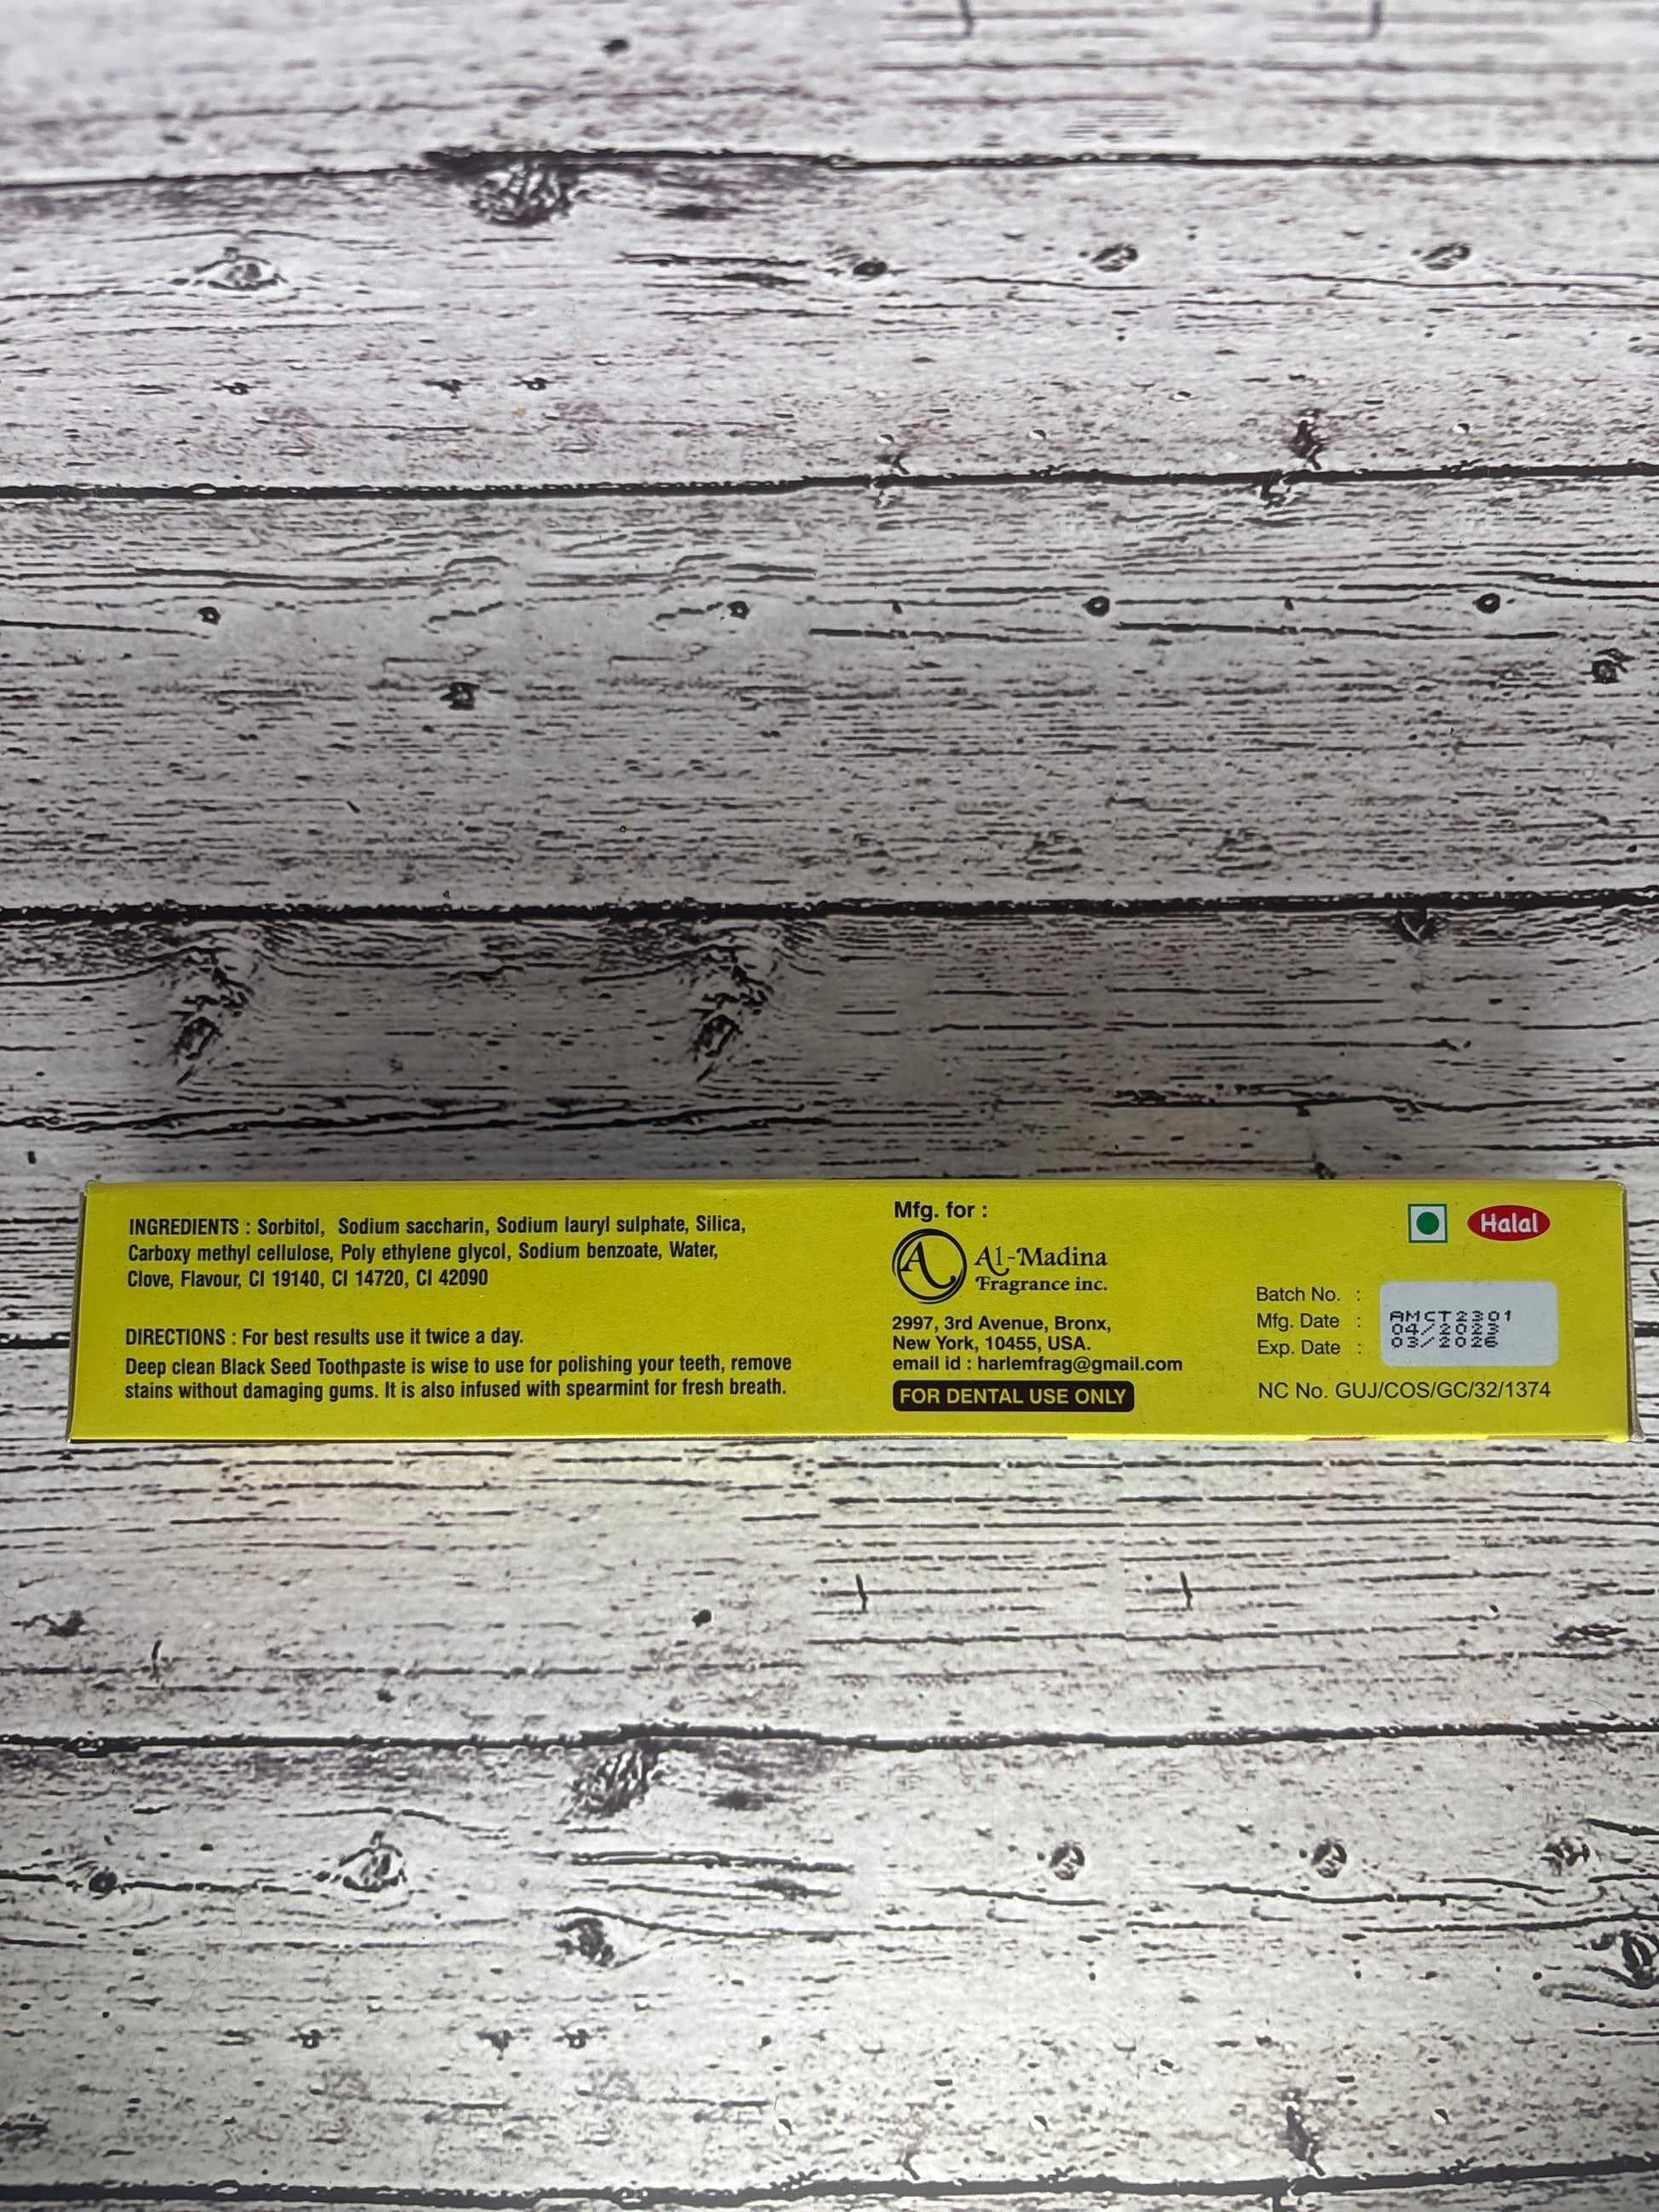 INGREDIENTS : Sorbitol, Sodium saccharin, Sodium lauryl sulphate, Silica,
Carboxy methyl cellulose, Poly ethylene glycol, Sodium benzoate, Water,
Clove, Flavour, CI 19140, CI 14720, CI 42090
DIRECTIONS : For best results use it twice a day.
Deep clean Black Seed Toothpaste is wise to use for polishing your teeth, remove
stains without damaging gums. It is also infused with spearmint for fresh breath.
Mfg. for :
Al-Madina
Fragrance inc.
2997, 3rd Avenue, Bronx,
New York, 10455, USA.
email id : harlemfrag@gmail.com
FOR DENTAL USE ONLY
Halal
Batch No. : AMCT2301
Mfg. Date : 04/2023
Exp. Date : 03/2026
NC No. GUJ/COS/GC/32/1374